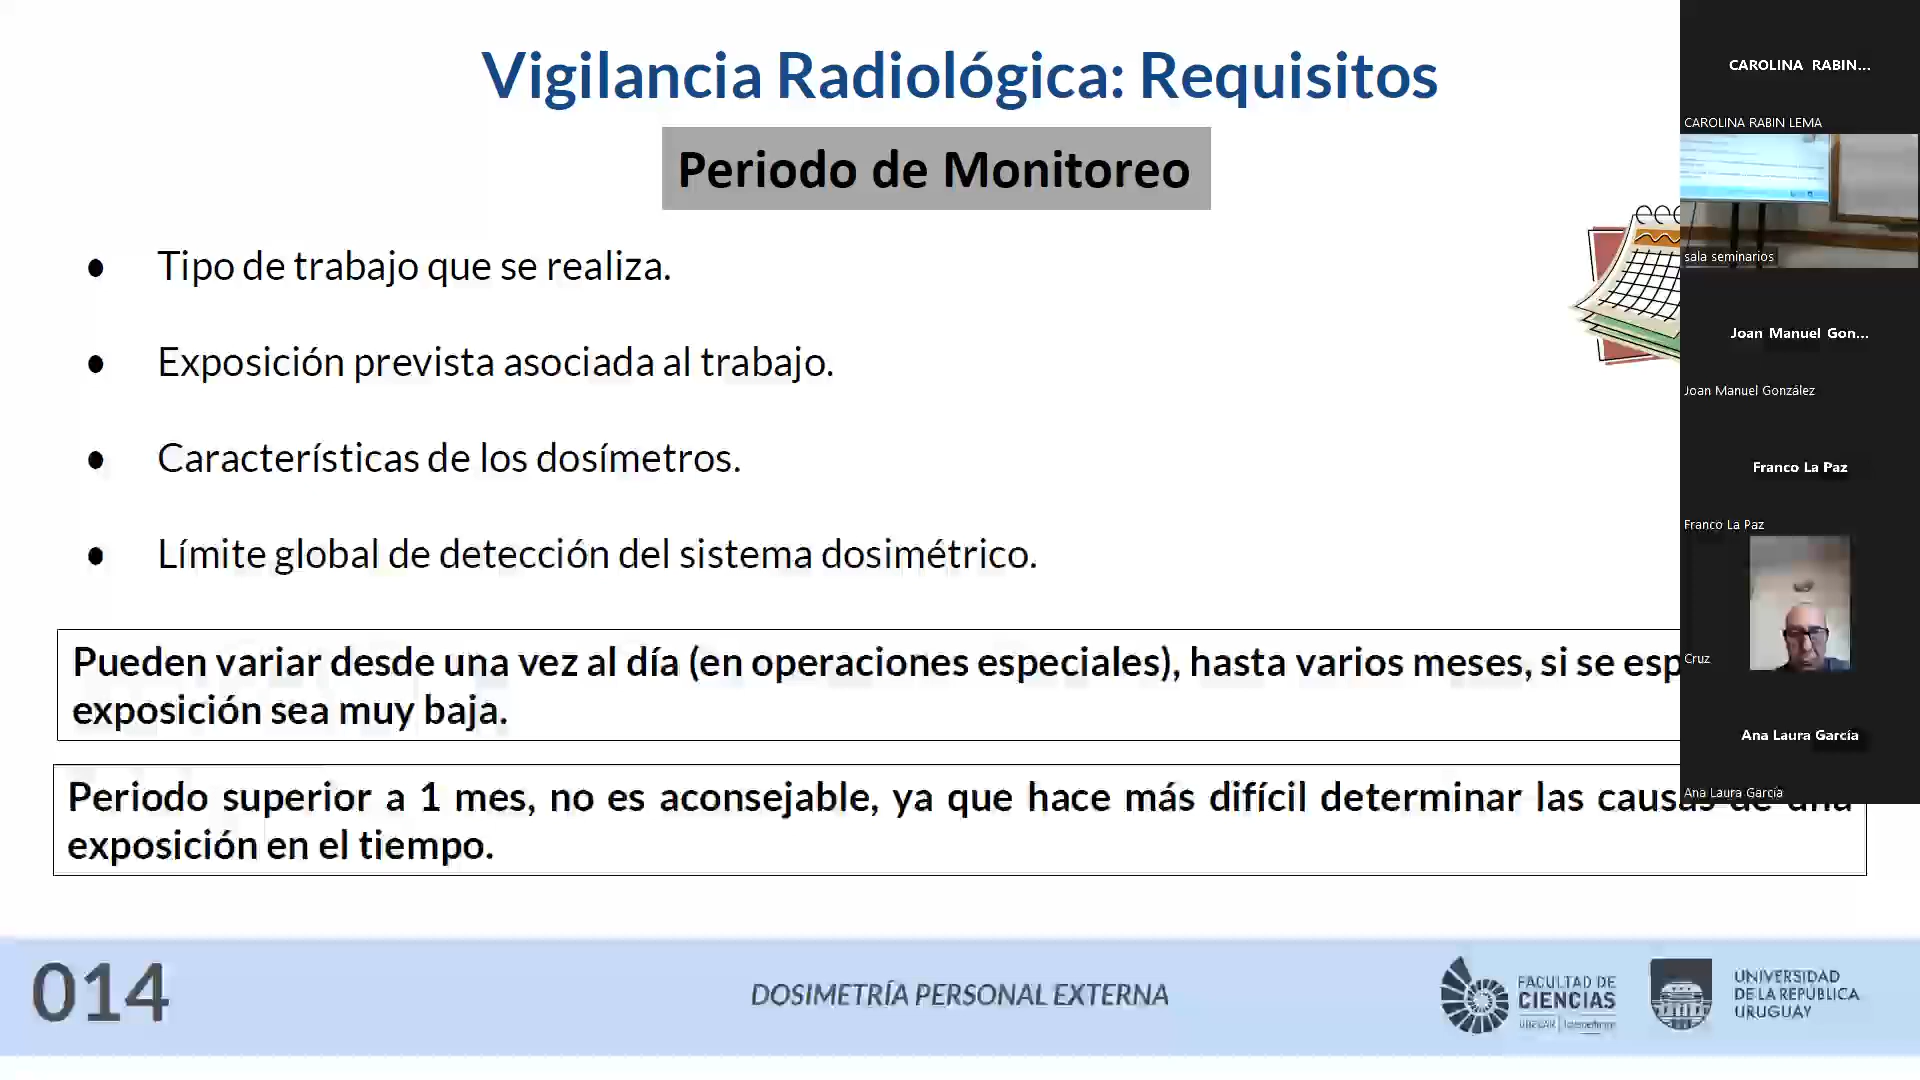 Vigilancia Radiológica: Requisitos
Periodo de Monitoreo
● Tipo de trabajo que se realiza.
● Exposición prevista asociada al trabajo.
● Características de los dosímetros.
● Límite global de detección del sistema dosimétrico.
Pueden variar desde una vez al día (en operaciones especiales), hasta varios meses, si se esp
exposición sea muy baja.
Periodo superior a 1 mes, no es aconsejable, ya que hace más difícil determinar las causas de una
exposición en el tiempo.
014
DOSIMETRÍA PERSONAL EXTERNA
FACULTAD DE
CIENCIAS
UNIVERSIDAD
DE LA REPÚBLICA
URUGUAY
CAROLINA RABIN...
CAROLINA RABIN LEMA
sala seminarios
Joan Manuel Gon...
Joan Manuel González
Franco La Paz
Franco La Paz
Cruz
Ana Laura García
Ana Laura García